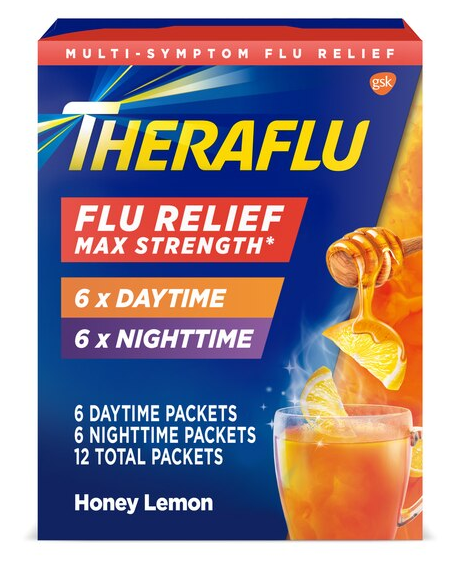 MULTI-SYMPTOM FLU RELIEF
gsk
THERAFLU
FLU RELIEF
MAX STRENGTH*
6 x DAYTIME
6 x NIGHTTIME
6 DAYTIME PACKETS
6 NIGHTTIME PACKETS
12 TOTAL PACKETS
Honey Lemon